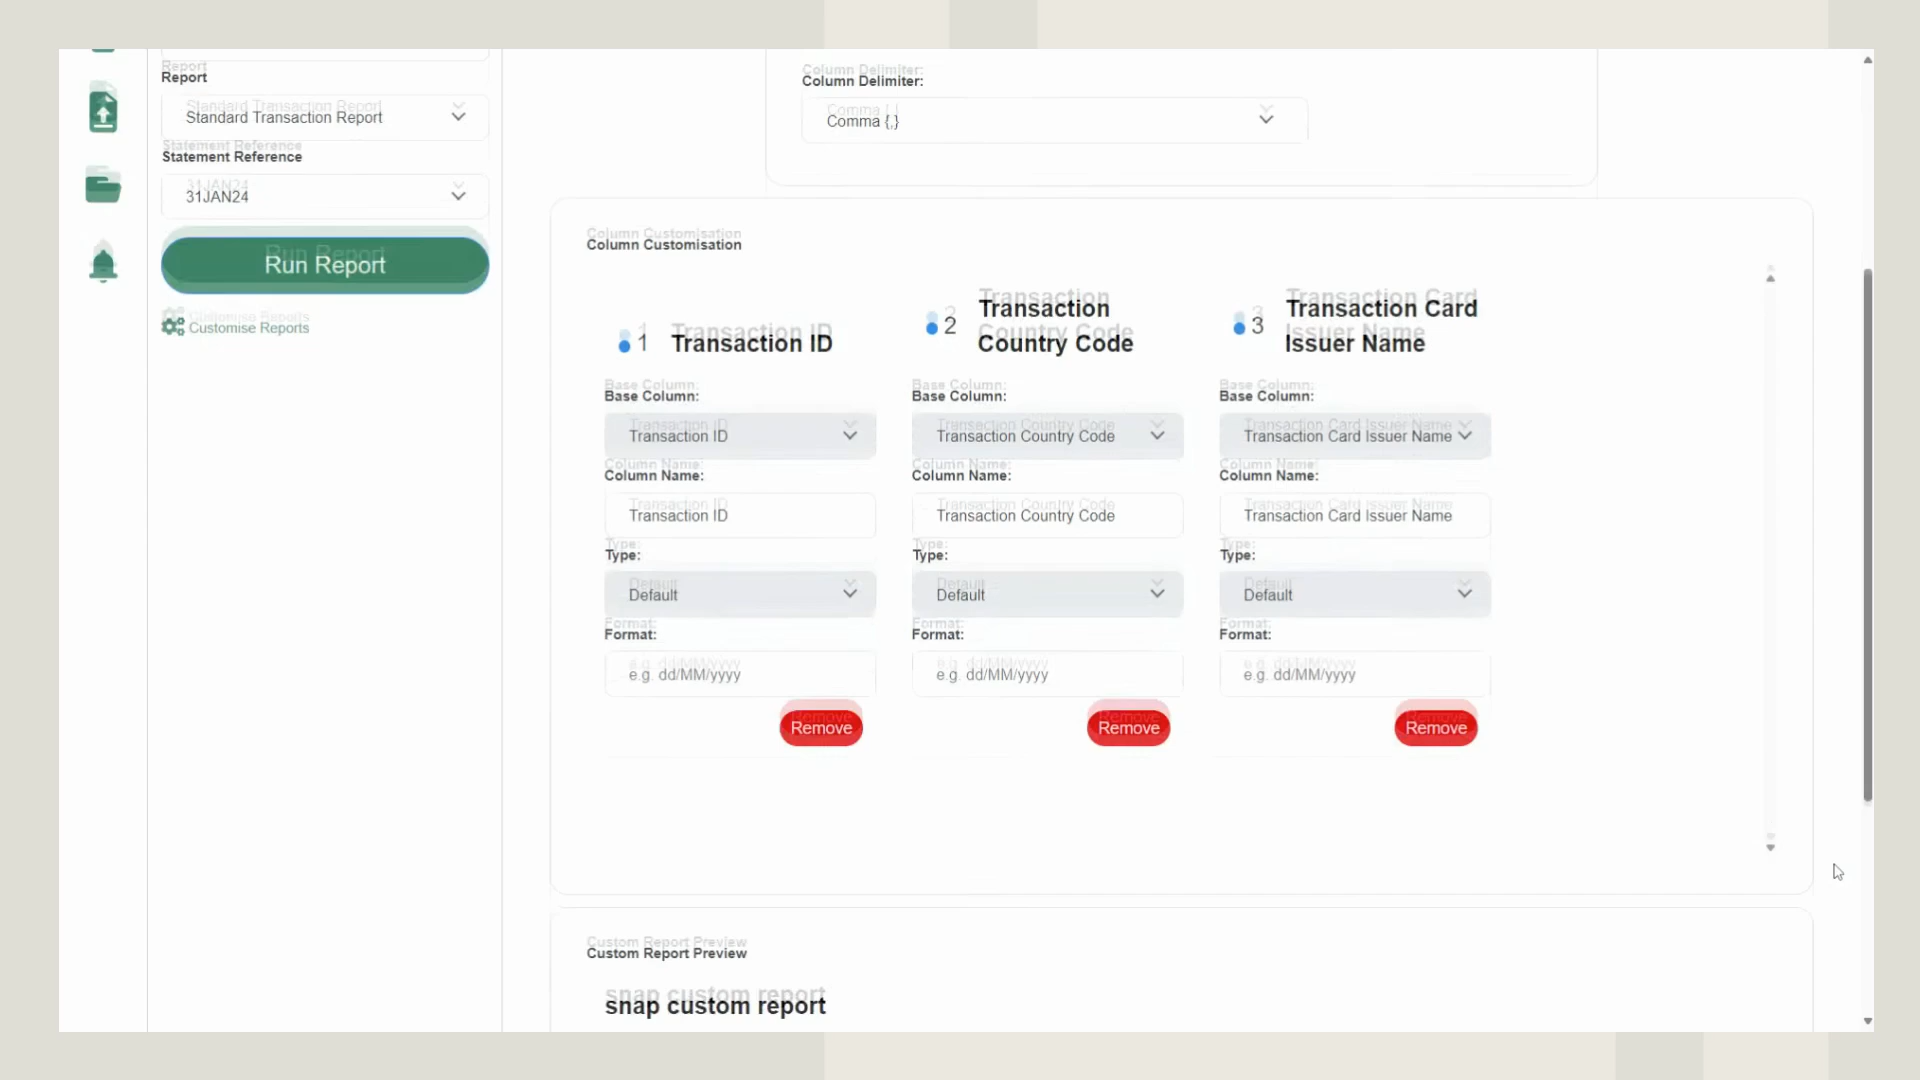 Report
Standard Transaction Report
Statement Reference
31JAN24
Run Report
Customise Reports
Column Delimiter:
Comma {,}
Column Customisation
1 Transaction ID
Base Column:
Transaction ID
Column Name:
Transaction ID
Type:
Default
Format:
e.g. dd/MM/yyyy
Remove
2 Transaction
Country Code
Base Column:
Transaction Country Code
Column Name:
Transaction Country Code
Type:
Default
Format:
e.g. dd/MM/yyyy
Remove
3 Transaction Card
Issuer Name
Base Column:
Transaction Card Issuer Name
Column Name:
Transaction Card Issuer Name
Type:
Default
Format:
e.g. dd/MM/yyyy
Remove
Custom Report Preview
snap custom report